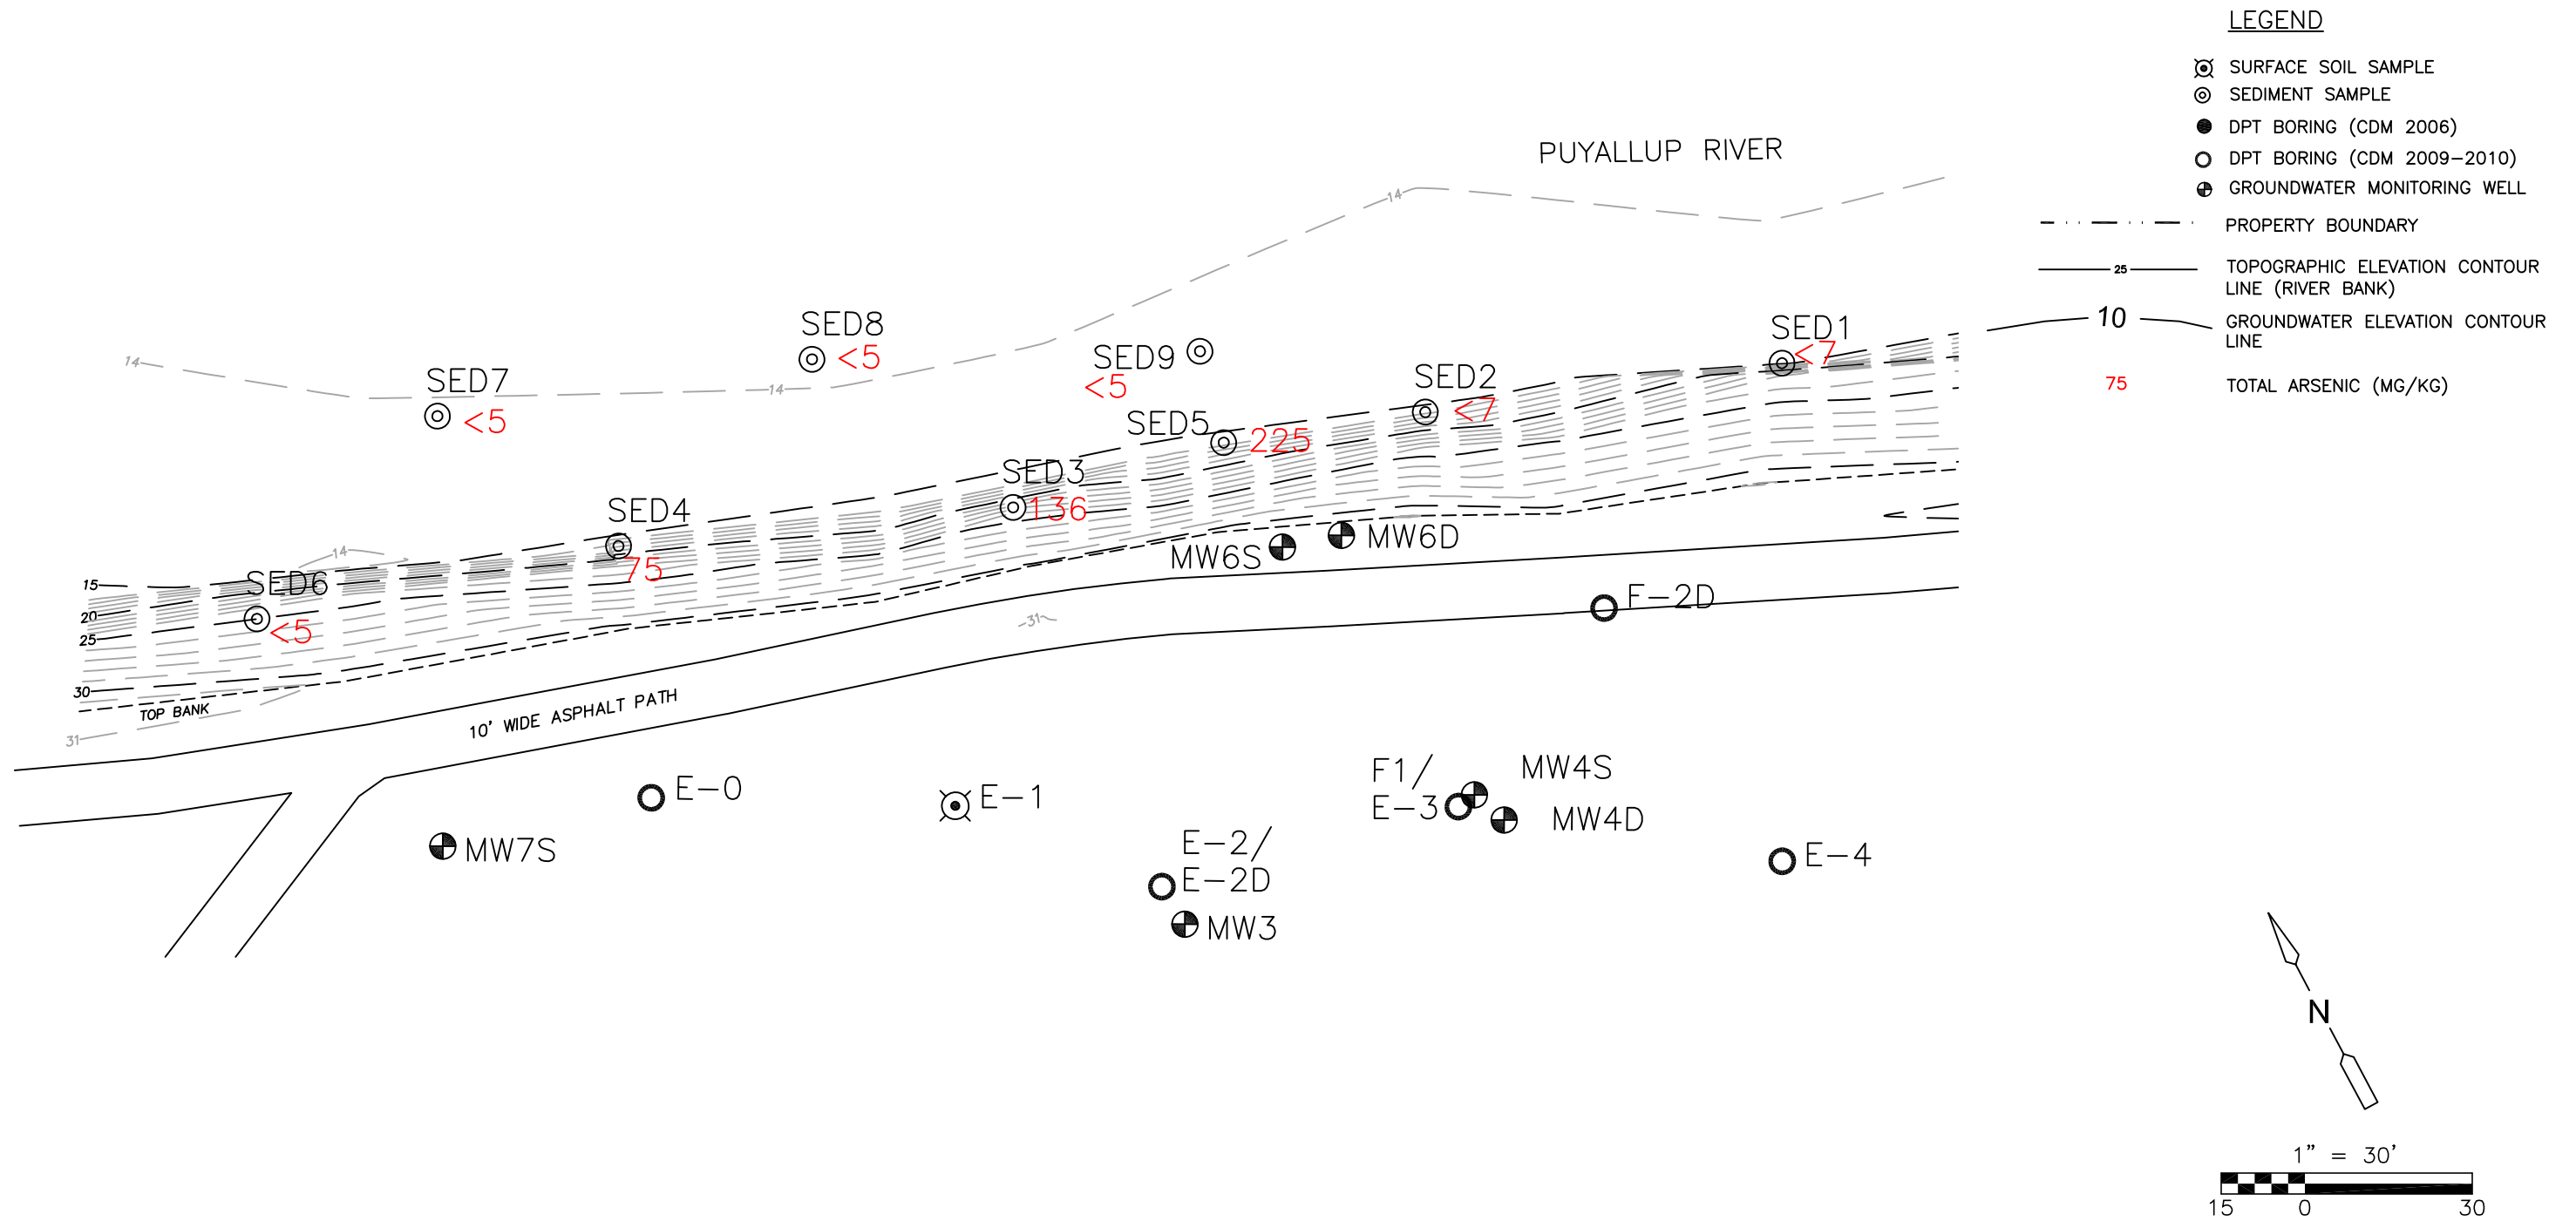 LEGEND
SURFACE SOIL SAMPLE
SEDIMENT SAMPLE
DPT BORING (CDM 2006)
DPT BORING (CDM 2009-2010)
GROUNDWATER MONITORING WELL
PROPERTY BOUNDARY
25
TOPOGRAPHIC ELEVATION CONTOUR
LINE (RIVER BANK)
10
GROUNDWATER ELEVATION CONTOUR
LINE
75
TOTAL ARSENIC (MG/KG)
PUYALLUP RIVER
14
14
14
14
SED8
<5
SED7
<5
SED9
<5
SED1
<7
SED2
<7
SED5
225
SED3
136
SED4
75
SED6
<5
15
20
25
30
31
TOP BANK
MW6S
MW6D
F-2D
31
10' WIDE ASPHALT PATH
E-0
E-1
MW7S
F1/
E-3
MW4S
MW4D
E-2/
E-2D
MW3
E-4
N
1" = 30'
15 0 30